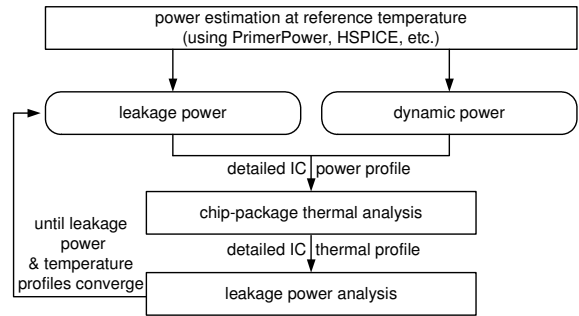 power estimation at reference temperature
(using PrimerPower, HSPICE, etc.)
leakage power
dynamic power
detailed IC power profile
chip-package thermal analysis
until leakage
power
& temperature
profiles converge
detailed IC thermal profile
leakage power analysis